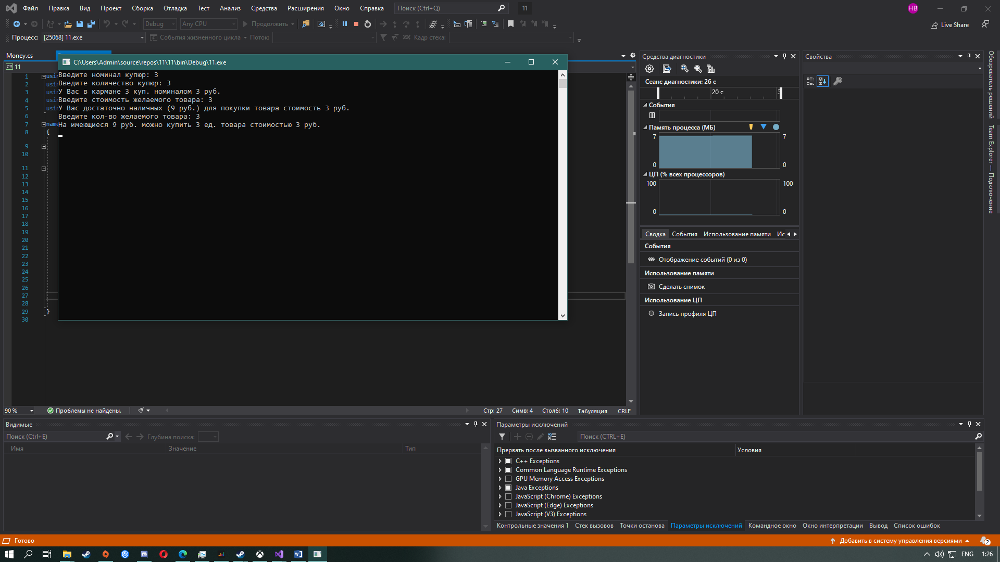 Файл Правка Вид Проект Сборка Отладка Тест Анализ Средства Расширения Окно Справка Поиск (Ctrl+Q) 11 HB
Debug Any CPU Продолжить Live Share
Процесс: [25068] 11.exe События жизненного цикла Поток: Кадр стека:
Money.cs
C# 11
C:\Users\Admin\source\repos\11\11\bin\Debug\11.exe
Введите номинал купюр: 3
Введите количество купюр: 3
У Вас в кармане 3 куп. номиналом 3 руб.
Введите стоимость желаемого товара: 3
У Вас достаточно наличных (9 руб.) для покупки товара стоимость 3 руб.
Введите кол-во желаемого товара: 3
На имеющиеся 9 руб. можно купить 3 ед. товара стоимостью 3 руб.
1 usin
2 usin
3 usin
4 usin
5 usin
6
7 name
8 {
9
10
11
12
13
14
15
16
17
18
19
20
21
22
23
24
25
26
27
28
29 }
30
90 % Проблемы не найдены. Стр: 27 Симв: 4 Столб: 10 Табуляция CRLF
Средства диагностики
Сеанс диагностики: 26 с
20 с 3
События
Память процесса (МБ)
7 7
0 0
ЦП (% всех процессоров)
100 100
0 0
Сводка События Использование памяти Ис
События
Отображение событий (0 из 0)
Использование памяти
Сделать снимок
Использование ЦП
Запись профиля ЦП
Свойства
Обозреватель решений
Team Explorer — Подключение
Видимые
Поиск (Ctrl+E) Глубина поиска:
Имя Значение Тип
Параметры исключений
Поиск (CTRL+E)
Прервать после вызванного исключения Условия
C++ Exceptions
Common Language Runtime Exceptions
GPU Memory Access Exceptions
Java Exceptions
JavaScript (Chrome) Exceptions
JavaScript (Edge) Exceptions
JavaScript (V3) Exceptions
Контрольные значения 1 Стек вызовов Точки останова Параметры исключений Командное окно Окно интерпретации Вывод Список ошибок
Готово Добавить в систему управления версиями 2
ENG 1:26